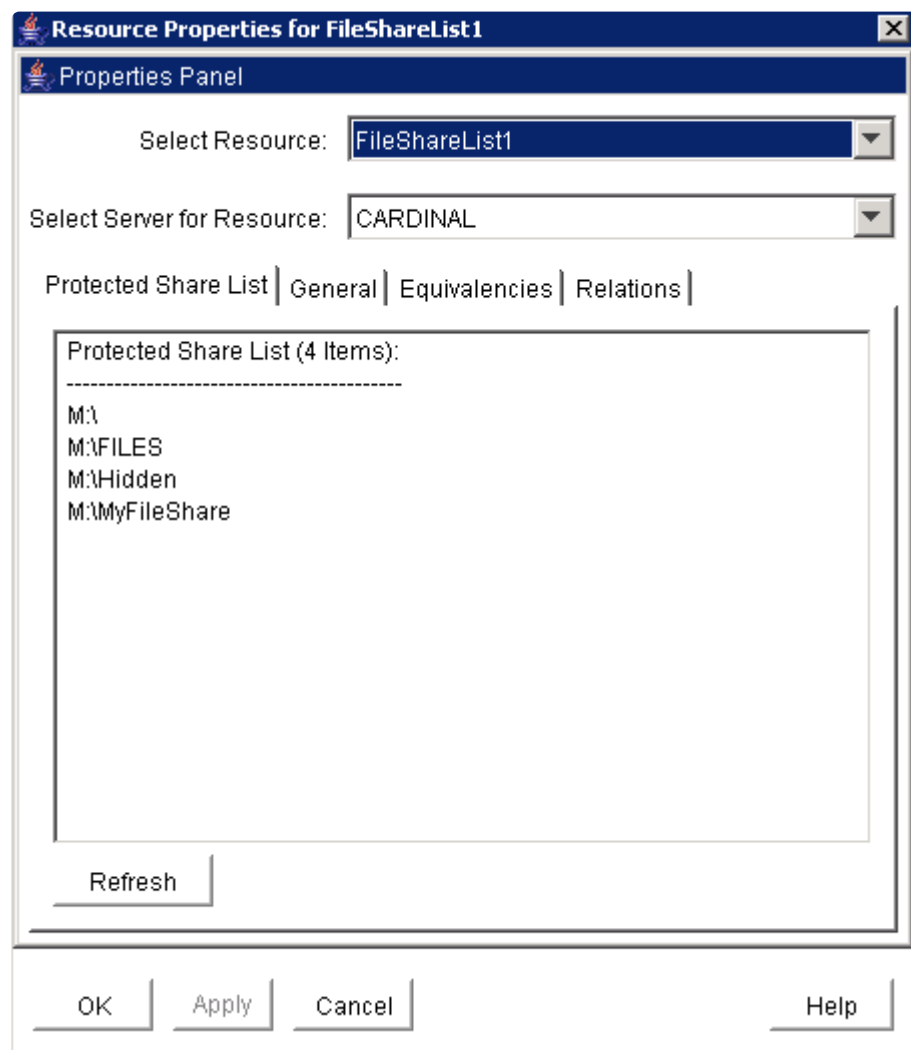 Resource Properties for FileShareList1
Properties Panel
Select Resource: FileShareList1
Select Server for Resource: CARDINAL
Protected Share List General Equivalencies Relations
Protected Share List (4 Items):
------------------------------------------
M:\
M:\FILES
M:\Hidden
M:\MyFileShare
Refresh
OK Apply Cancel Help